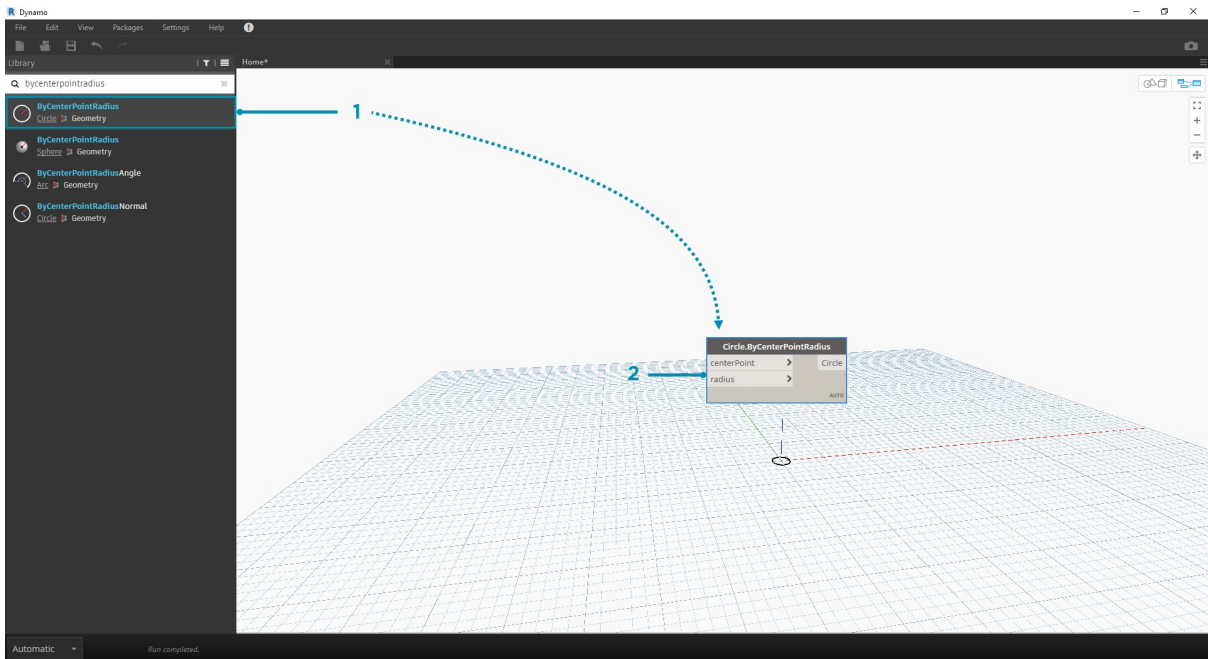 R Dynamo
File Edit View Packages Settings Help
Library
Home*
bycenterpointradius
ByCenterPointRadius
Circle Geometry
ByCenterPointRadius
Sphere Geometry
ByCenterPointRadiusAngle
Arc Geometry
ByCenterPointRadiusNormal
Circle Geometry
1
Circle.ByCenterPointRadius
centerPoint > Circle
2
radius >
AUTO
Automatic
Run completed.